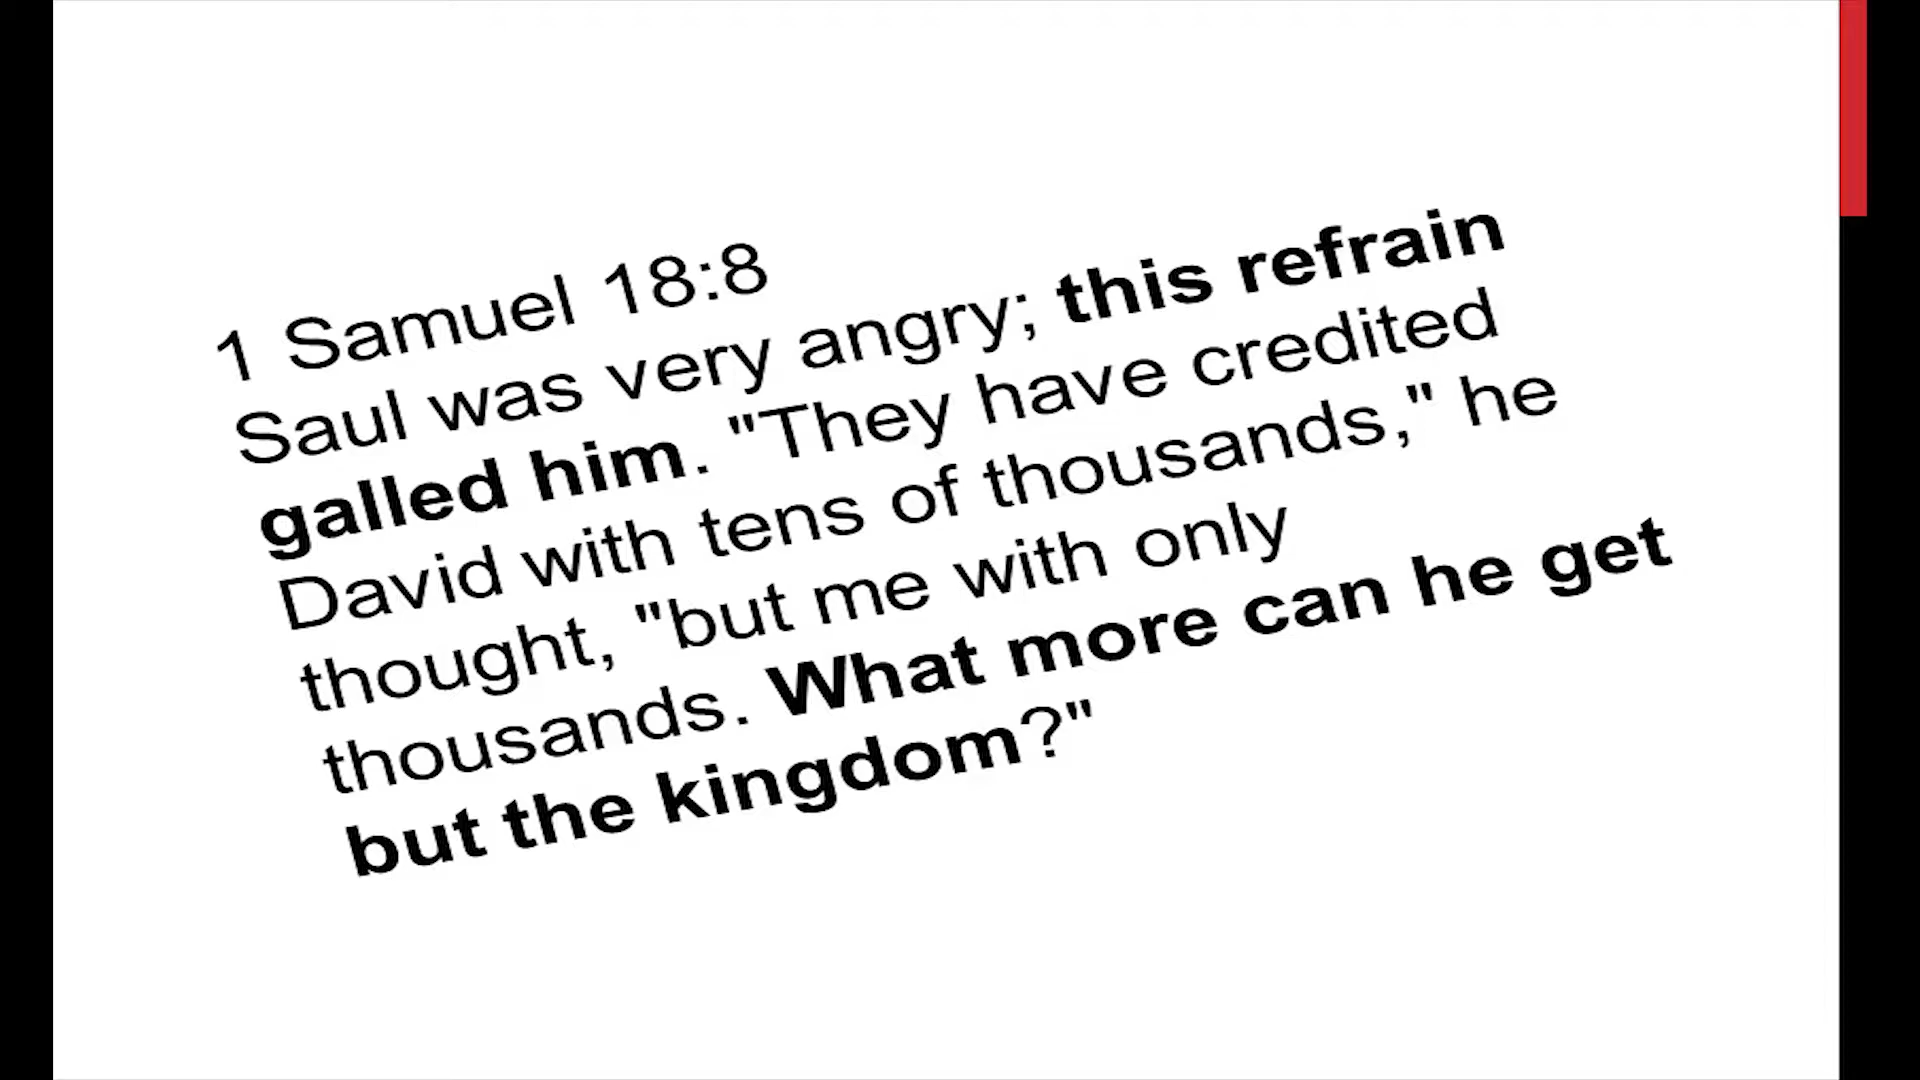 1 Samuel 18:8
Saul was very angry; this refrain
galled him. "They have credited
David with tens of thousands," he
thought, "but me with only
thousands. What more can he get
but the kingdom?"